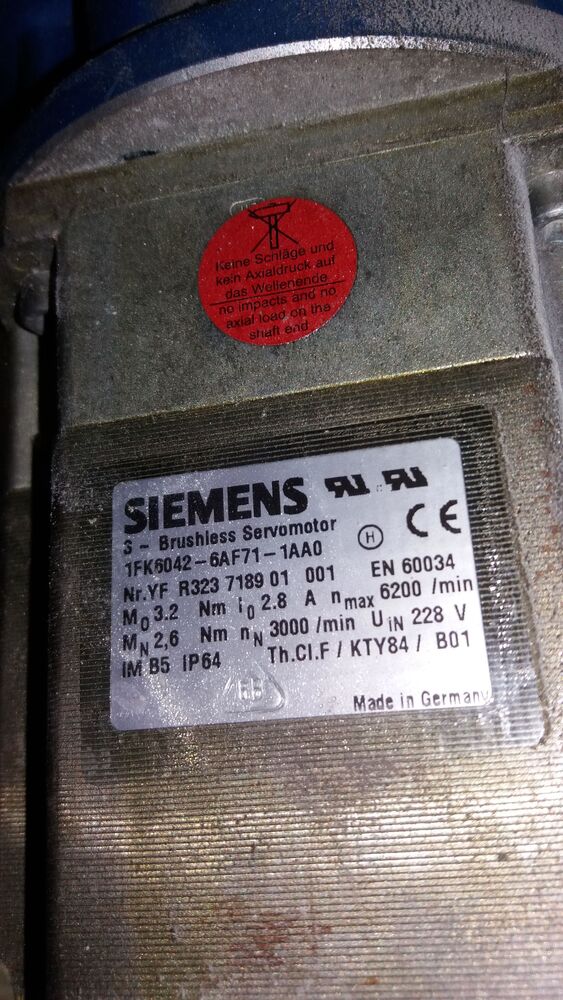 Keine Schläge und
kein Axialdruck auf
das Wellenende
no impacts and no
axial load on the
shaft end
SIEMENS
3 - Brushless Servomotor
1FK6042-6AF71-1AA0 H CE
Nr.YF R323 7189 01 001 EN 60034
M0 3.2 Nm i0 2.8 A nmax 6200 /min
MN 2,6 Nm nN 3000 /min UIN 228 V
IM B5 IP64 Th.Cl.F / KTY84 / B01
Made in Germany